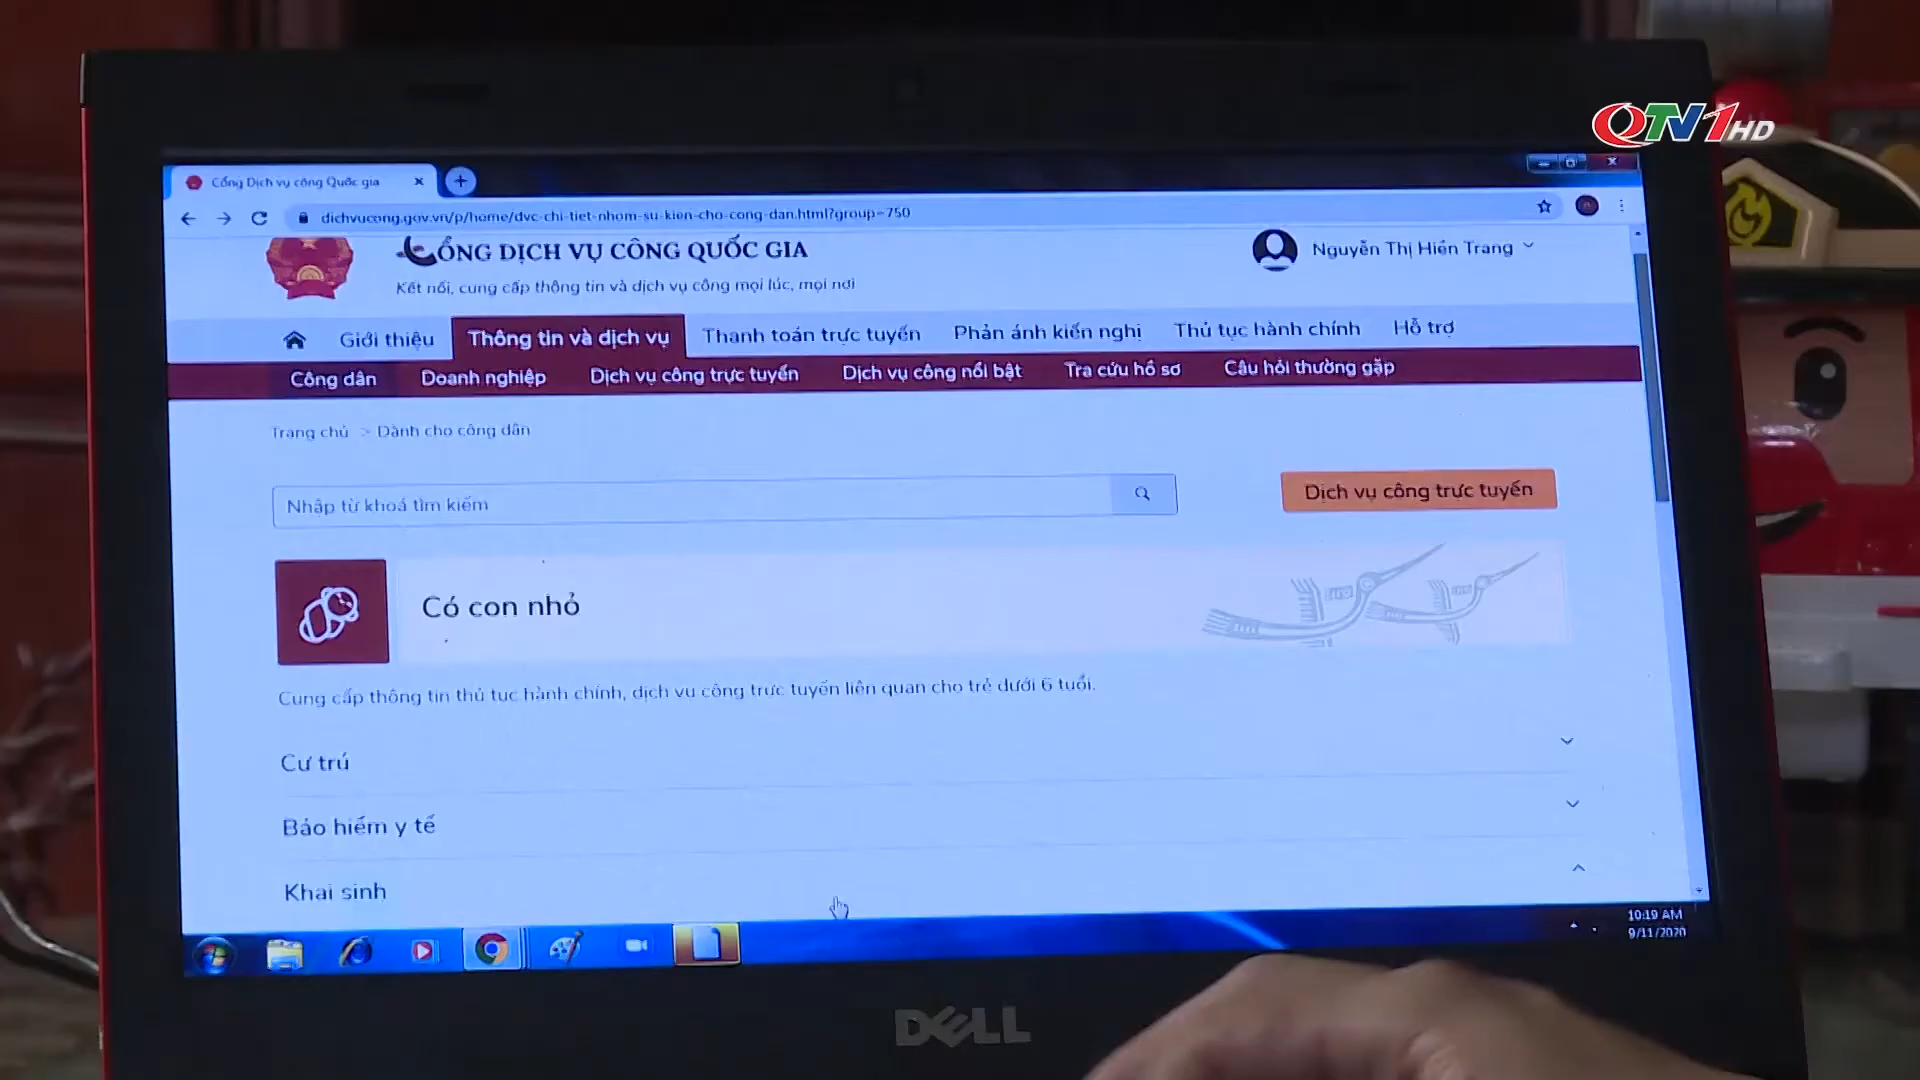 QTV1HD
Cổng Dịch vụ công Quốc gia
dichvucong.gov.vn/p/home/dvc-chi-tiet-nhom-su-kien-cho-cong-dan.html?group=750
CỔNG DỊCH VỤ CÔNG QUỐC GIA
Nguyễn Thị Hiền Trang
Kết nối, cung cấp thông tin và dịch vụ công mọi lúc, mọi nơi
Giới thiệu Thông tin và dịch vụ Thanh toán trực tuyến Phản ánh kiến nghị Thủ tục hành chính Hỗ trợ
Công dân Doanh nghiệp Dịch vụ công trực tuyến Dịch vụ công nổi bật Tra cứu hồ sơ Câu hỏi thường gặp
Trang chủ > Dành cho công dân
Nhập từ khoá tìm kiếm
Dịch vụ công trực tuyến
Có con nhỏ
Cung cấp thông tin thủ tục hành chính, dịch vụ công trực tuyến liên quan cho trẻ dưới 6 tuổi.
Cư trú
Bảo hiểm y tế
Khai sinh
10:19 AM
9/11/2020
DELL